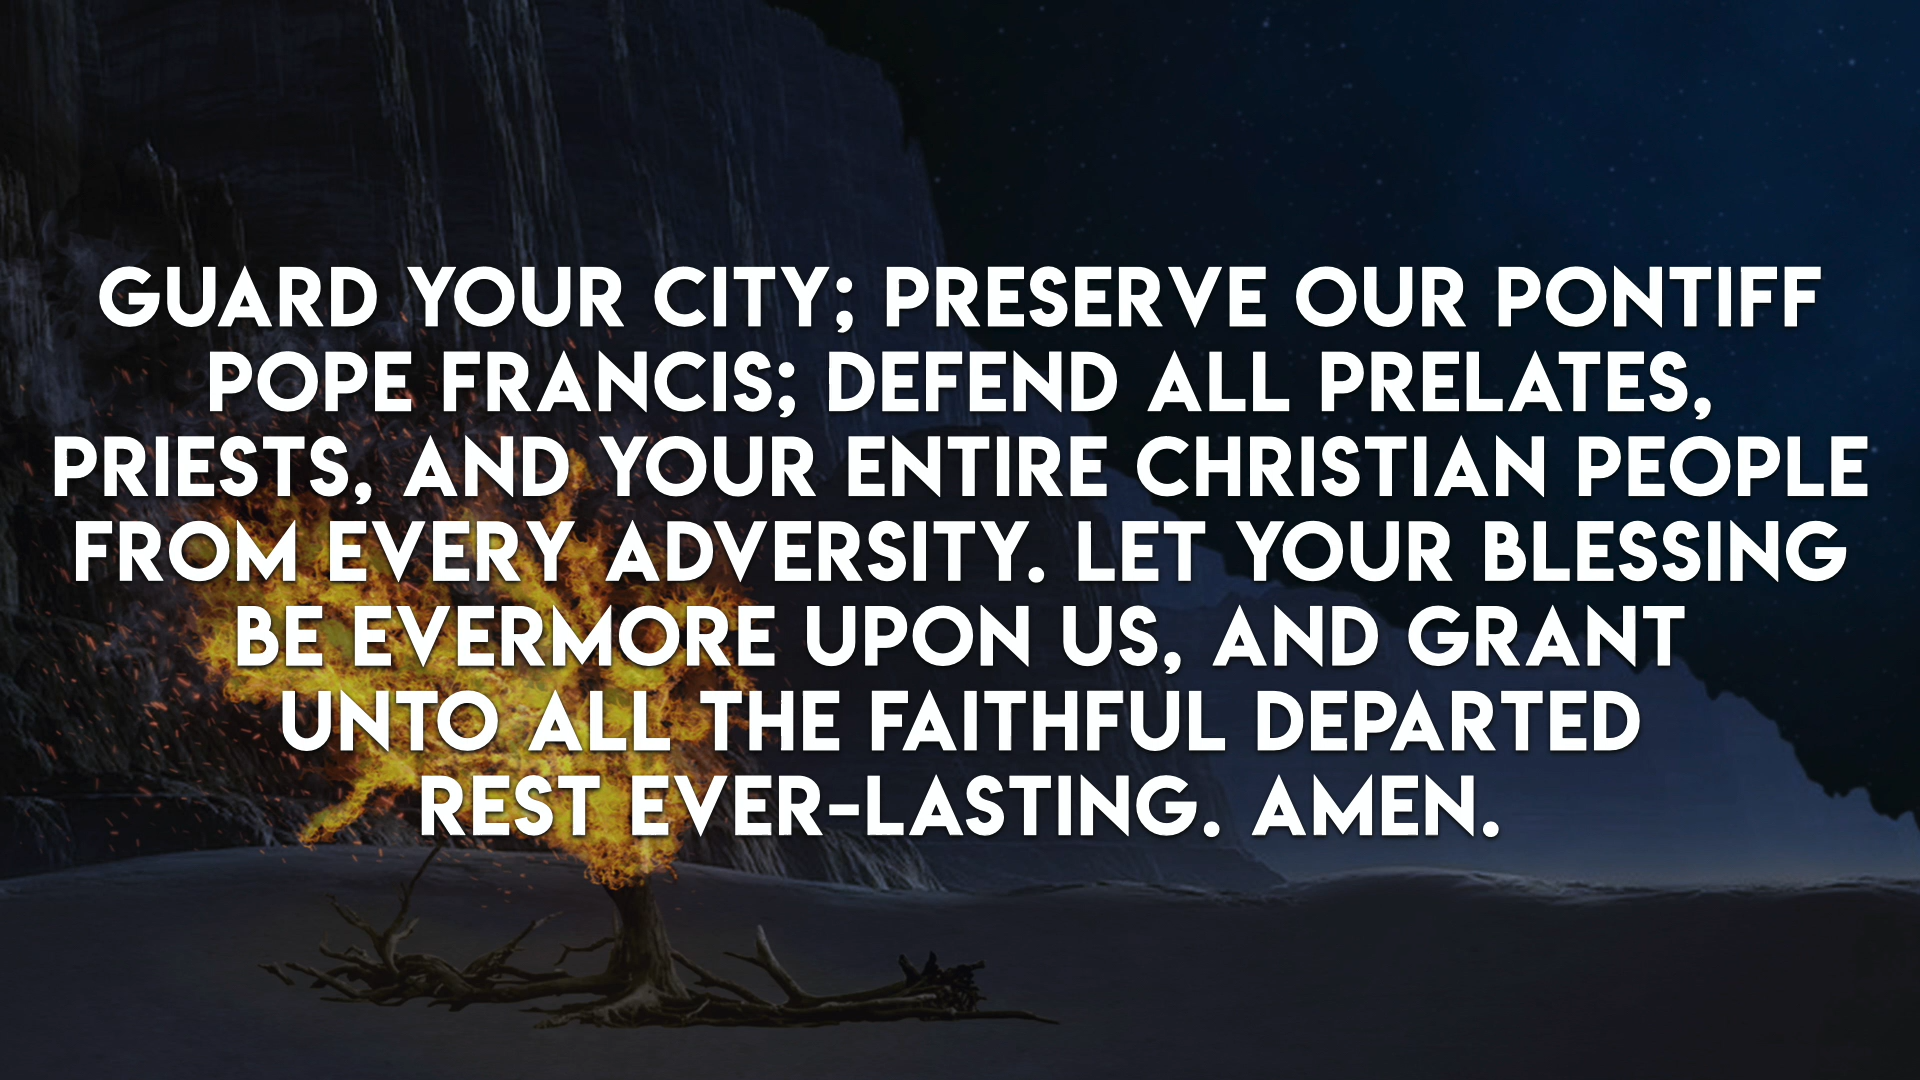 GUARD YOUR CITY; PRESERVE OUR PONTIFF
POPE FRANCIS; DEFEND ALL PRELATES,
PRIESTS, AND YOUR ENTIRE CHRISTIAN PEOPLE
FROM EVERY ADVERSITY. LET YOUR BLESSING
BE EVERMORE UPON US, AND GRANT
UNTO ALL THE FAITHFUL DEPARTED
REST EVER-LASTING. AMEN.